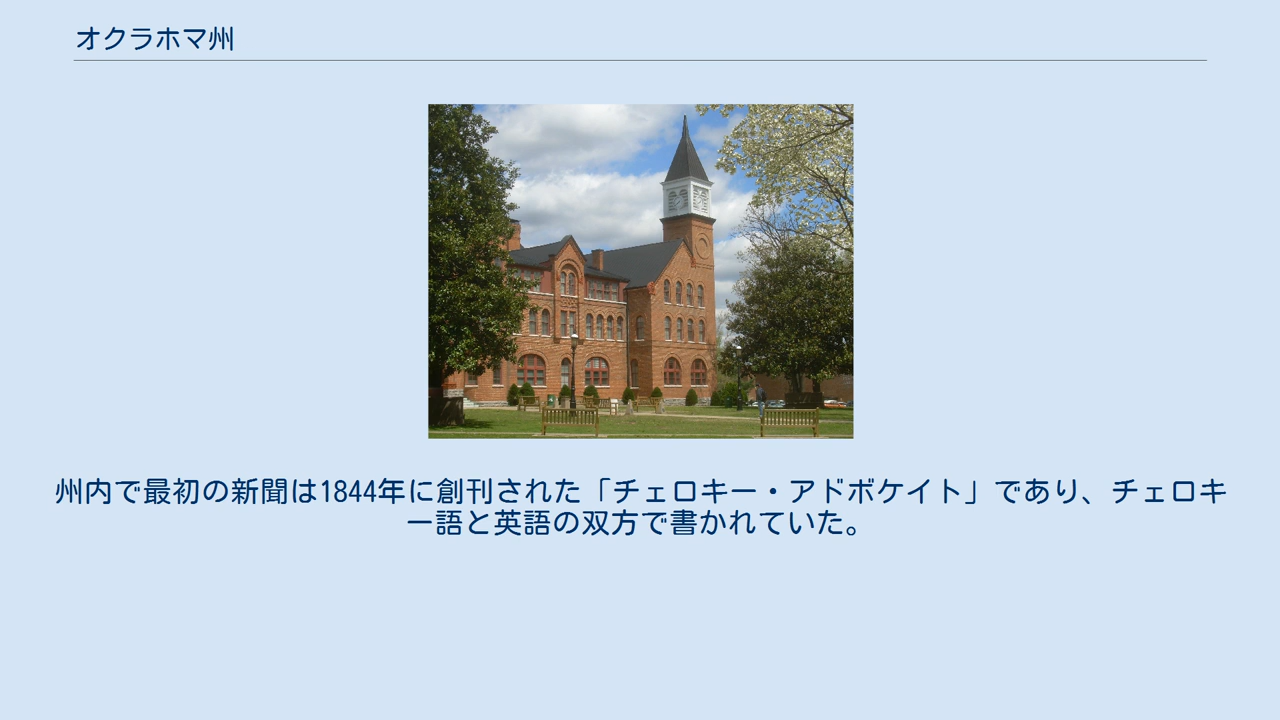 オクラホマ州
州内で最初の新聞は1844年に創刊された「チェロキー・アドボケイト」であり、チェロキ
ー語と英語の双方で書かれていた。